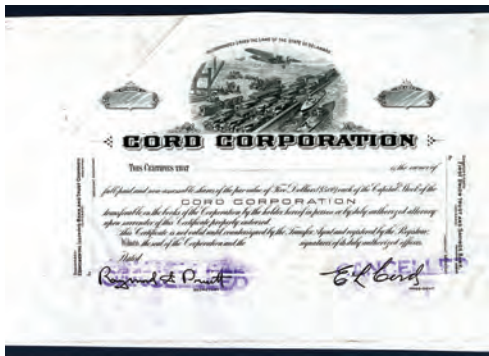 INCORPORATED UNDER THE LAWS OF THE STATE OF DELAWARE
CORD CORPORATION
THIS CERTIFIES THAT is the owner of
full paid and non assessable shares of the par value of Five Dollars ($5.00) each of the Capital Stock of the
CORD CORPORATION
transferable on the books of the Corporation by the holder hereof in person or by duly authorized attorney
upon surrender of this Certificate properly endorsed.
This Certificate is not valid until countersigned by the Transfer Agent and registered by the Registrar.
Witness the seal of the Corporation and the signatures of its duly authorized officers.
Dated
Raymond S. Pruitt
E L Cord
CANCELLED